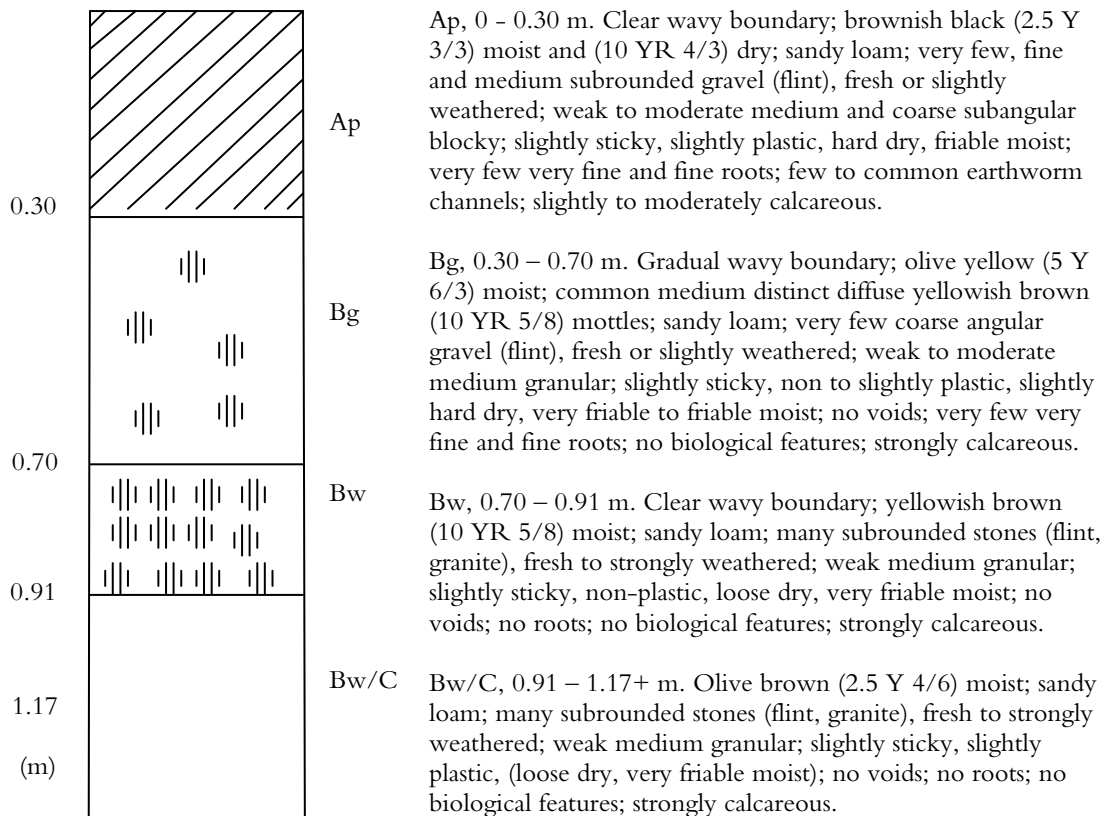 Ap, 0 - 0.30 m. Clear wavy boundary; brownish black (2.5 Y
3/3) moist and (10 YR 4/3) dry; sandy loam; very few, fine
and medium subrounded gravel (flint), fresh or slightly
weathered; weak to moderate medium and coarse subangular
blocky; slightly sticky, slightly plastic, hard dry, friable moist;
very few very fine and fine roots; few to common earthworm
channels; slightly to moderately calcareous.
Ap
0.30
Bg, 0.30 – 0.70 m. Gradual wavy boundary; olive yellow (5 Y
6/3) moist; common medium distinct diffuse yellowish brown
(10 YR 5/8) mottles; sandy loam; very few coarse angular
gravel (flint), fresh or slightly weathered; weak to moderate
medium granular; slightly sticky, non to slightly plastic, slightly
hard dry, very friable to friable moist; no voids; very few very
fine and fine roots; no biological features; strongly calcareous.
Bg
0.70
Bw
Bw, 0.70 – 0.91 m. Clear wavy boundary; yellowish brown
(10 YR 5/8) moist; sandy loam; many subrounded stones (flint,
granite), fresh to strongly weathered; weak medium granular;
slightly sticky, non-plastic, loose dry, very friable moist; no
voids; no roots; no biological features; strongly calcareous.
0.91
Bw/C
Bw/C, 0.91 – 1.17+ m. Olive brown (2.5 Y 4/6) moist; sandy
loam; many subrounded stones (flint, granite), fresh to strongly
weathered; weak medium granular; slightly sticky, slightly
plastic, (loose dry, very friable moist); no voids; no roots; no
biological features; strongly calcareous.
1.17
(m)